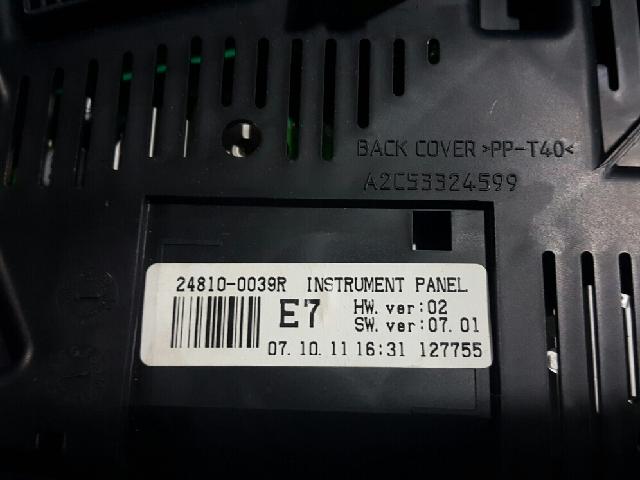 BACK COVER >PP-T40<
A2C53324599
24810-0039R INSTRUMENT PANEL
E7 HW. ver:02
SW. ver:07.01
07.10.11 16:31 127755